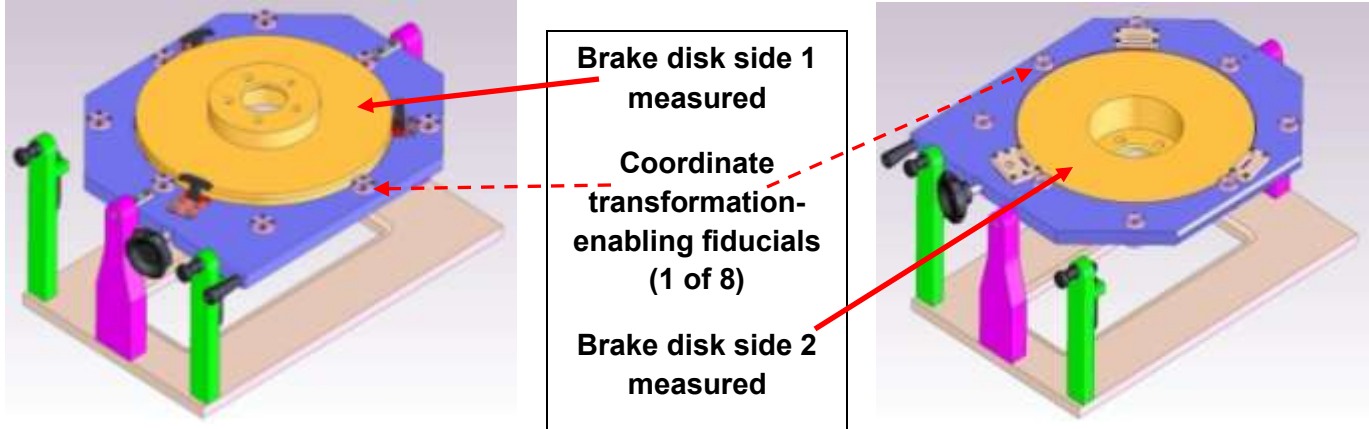 Brake disk side 1
measured
Coordinate
transformation-
enabling fiducials
(1 of 8)
Brake disk side 2
measured